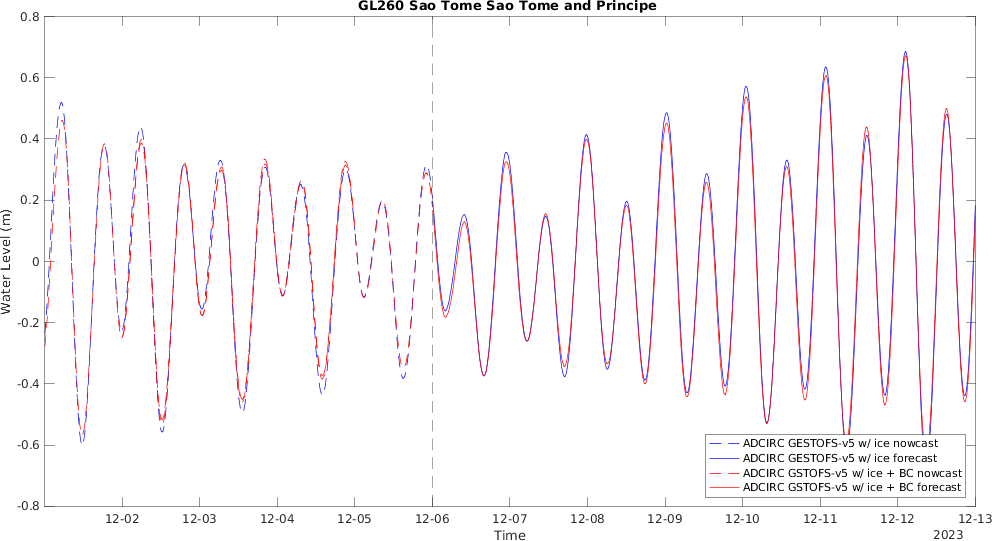 GL260 Sao Tome Sao Tome and Principe
0.8
0.6
0.4
0.2
0
-0.2
-0.4
-0.6
-0.8
Water Level (m)
ADCIRC GESTOFS-v5 w/ ice nowcast
ADCIRC GESTOFS-v5 w/ ice forecast
ADCIRC GSTOFS-v5 w/ ice + BC nowcast
ADCIRC GSTOFS-v5 w/ ice + BC forecast
12-02 12-03 12-04 12-05 12-06 12-07 12-08 12-09 12-10 12-11 12-12 12-13
Time
2023